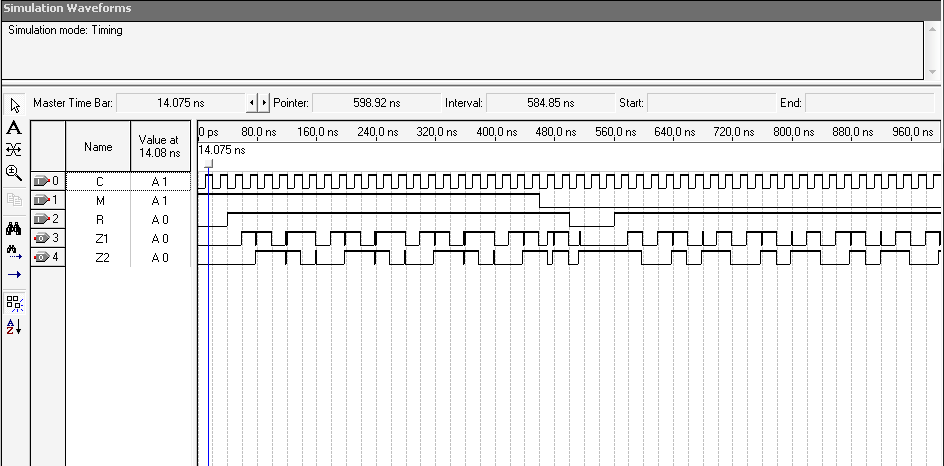 Simulation Waveforms
Simulation mode: Timing
Master Time Bar: 14.075 ns Pointer: 598.92 ns Interval: 584.85 ns Start: End:
Name Value at 14.08 ns
0 ps 80.0 ns 160.0 ns 240.0 ns 320.0 ns 400.0 ns 480.0 ns 560.0 ns 640.0 ns 720.0 ns 800.0 ns 880.0 ns 960.0 ns
14.075 ns
0 C A 1
1 M A 1
2 R A 0
3 Z1 A 0
4 Z2 A 0